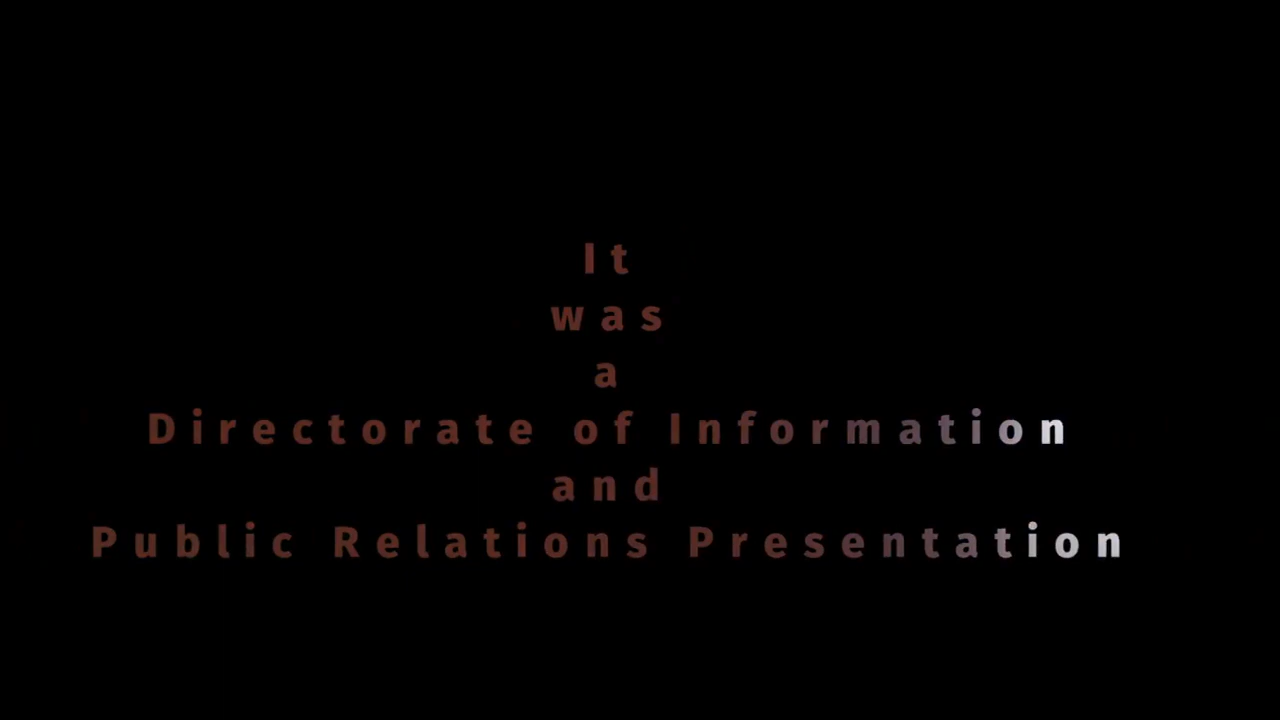 It
was
a
Directorate of Information
and
Public Relations Presentation